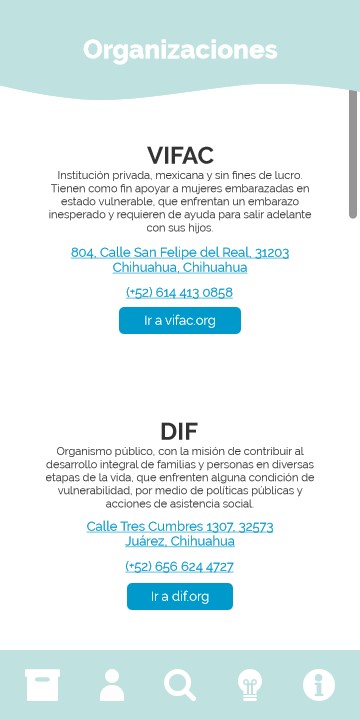 Organizaciones
VIFAC
Institución privada, mexicana y sin fines de lucro.
Tienen como fin apoyar a mujeres embarazadas en
estado vulnerable, que enfrentan un embarazo
inesperado y requieren de ayuda para salir adelante
con sus hijos.
804, Calle San Felipe del Real, 31203
Chihuahua, Chihuahua
(+52) 614 413 0858
Ir a vifac.org
DIF
Organismo público, con la misión de contribuir al
desarrollo integral de familias y personas en diversas
etapas de la vida, que enfrenten alguna condición de
vulnerabilidad, por medio de políticas públicas y
acciones de asistencia social.
Calle Tres Cumbres 1307, 32573
Juárez, Chihuahua
(+52) 656 624 4727
Ir a dif.org